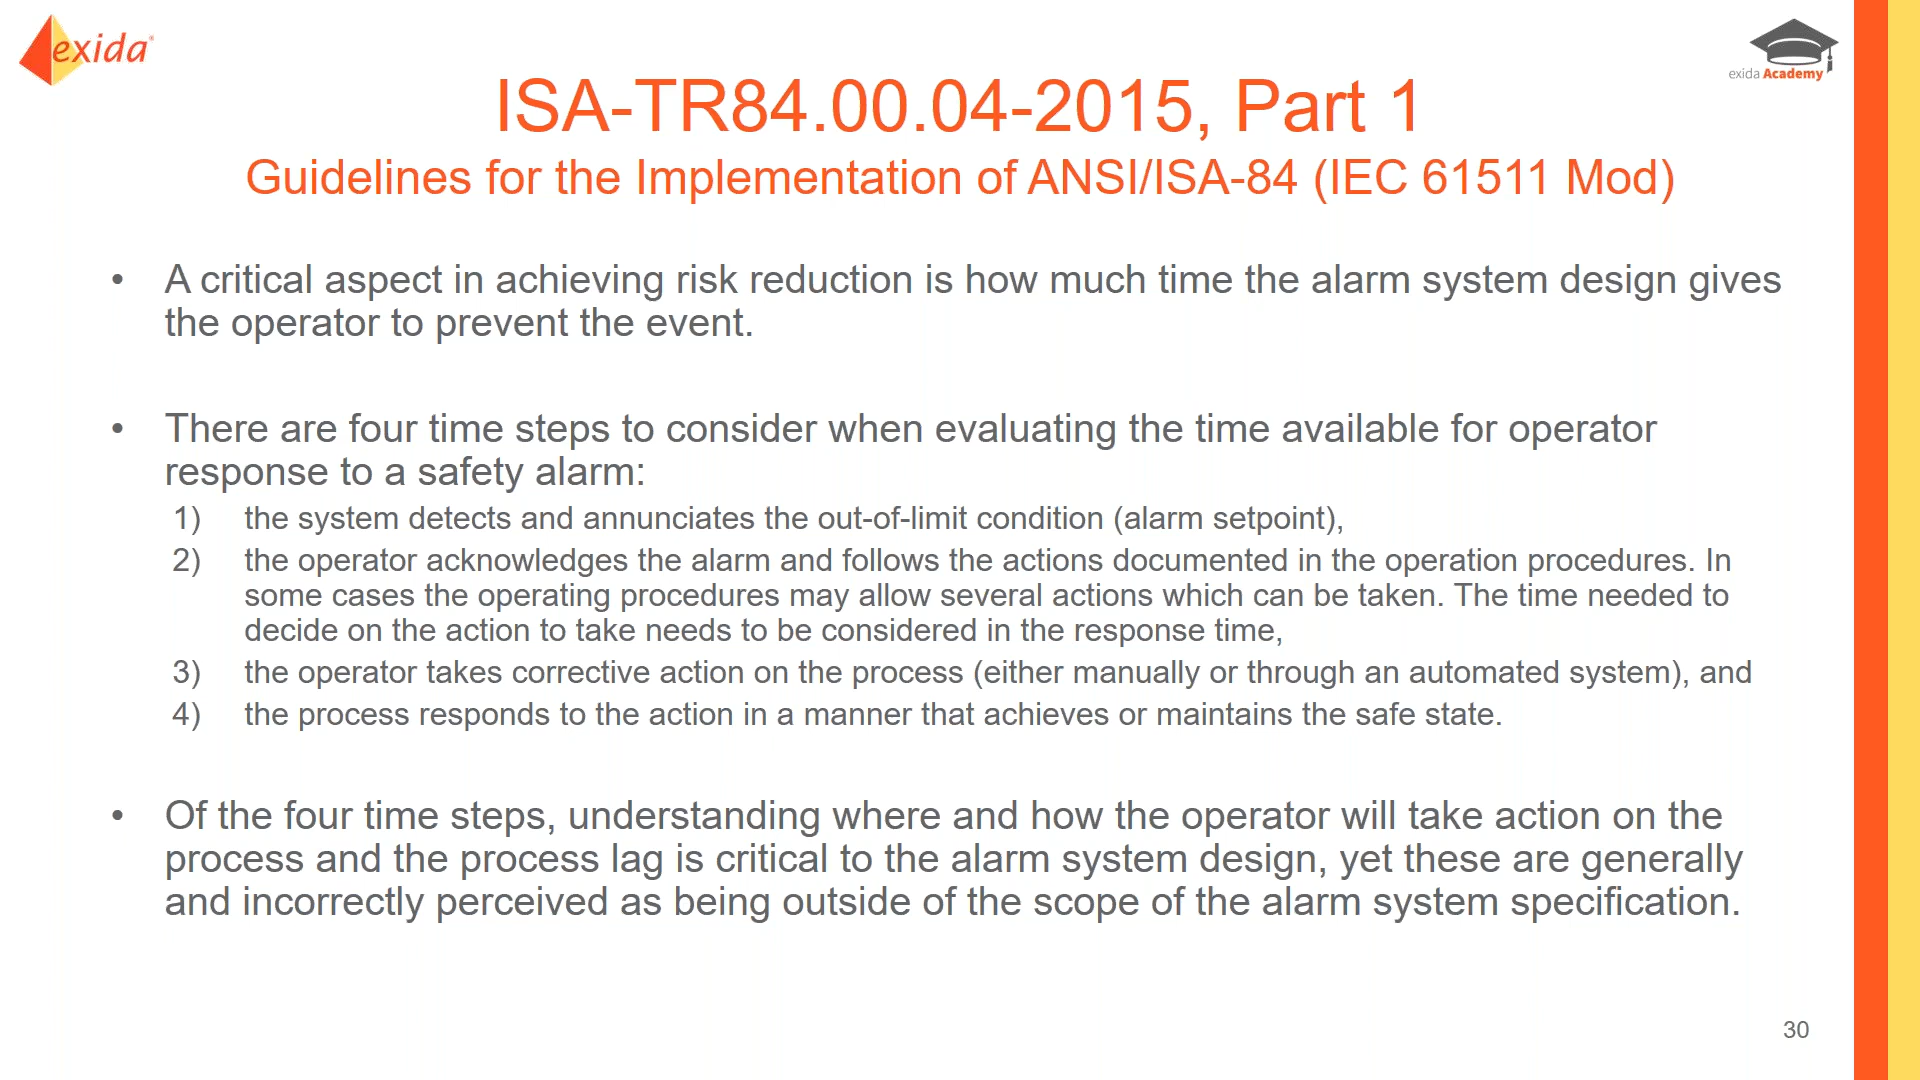 exida
exida Academy
ISA-TR84.00.04-2015, Part 1
Guidelines for the Implementation of ANSI/ISA-84 (IEC 61511 Mod)
• A critical aspect in achieving risk reduction is how much time the alarm system design gives
the operator to prevent the event.
• There are four time steps to consider when evaluating the time available for operator
response to a safety alarm:
1) the system detects and annunciates the out-of-limit condition (alarm setpoint),
2) the operator acknowledges the alarm and follows the actions documented in the operation procedures. In
some cases the operating procedures may allow several actions which can be taken. The time needed to
decide on the action to take needs to be considered in the response time,
3) the operator takes corrective action on the process (either manually or through an automated system), and
4) the process responds to the action in a manner that achieves or maintains the safe state.
• Of the four time steps, understanding where and how the operator will take action on the
process and the process lag is critical to the alarm system design, yet these are generally
and incorrectly perceived as being outside of the scope of the alarm system specification.
30